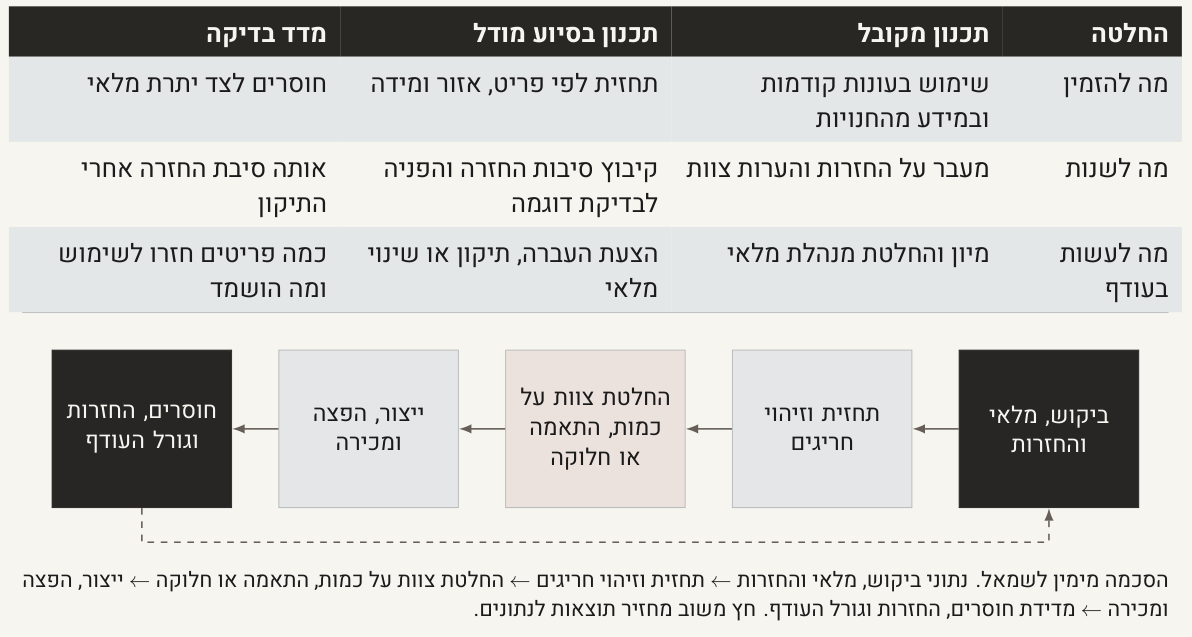 החלטה תכנון מקובל תכנון בסיוע מודל מדד בדיקה
מה להזמין
שימוש בעונות קודמות
ובמידע מהחנויות
תחזית לפי פריט, אזור ומידה
חוסרים לצד יתרת מלאי
מה לשנות
מעבר על החזרות והערות צוות
קיבוץ סיבות החזרה והפניה
לבדיקת דוגמה
אותה סיבת החזרה אחרי
התיקון
מה לעשות
בעודף
מיון והחלטת מנהלת מלאי
הצעת העברה, תיקון או שינוי
מלאי
כמה פריטים חזרו לשימוש
ומה הושמד
ביקוש, מלאי
והחזרות
תחזית וזיהוי
חריגים
החלטת צוות על
כמות, התאמה
או חלוקה
ייצור, הפצה
ומכירה
חוסרים, החזרות
וגורל העודף
הסכמה מימין לשמאל. נתוני ביקוש, מלאי והחזרות ← תחזית וזיהוי חריגים ← החלטת צוות על כמות, התאמה או חלוקה ← ייצור, הפצה
ומכירה ← מדידת חוסרים, החזרות וגורל העודף. חץ משוב מחזיר תוצאות לנתונים.